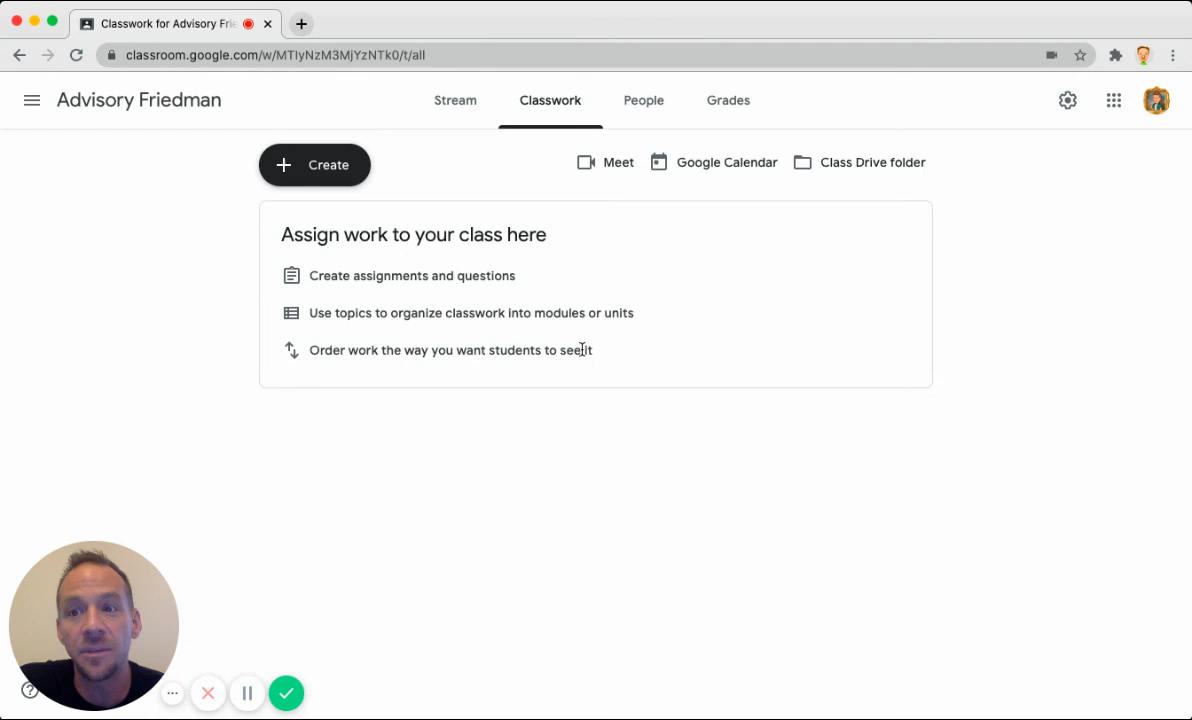 Classwork for Advisory Frie
classroom.google.com/w/MTIyNzM3MjYzNTk0/t/all
Advisory Friedman
Stream
Classwork
People
Grades
Create
Meet
Google Calendar
Class Drive folder
Assign work to your class here
Create assignments and questions
Use topics to organize classwork into modules or units
Order work the way you want students to see it